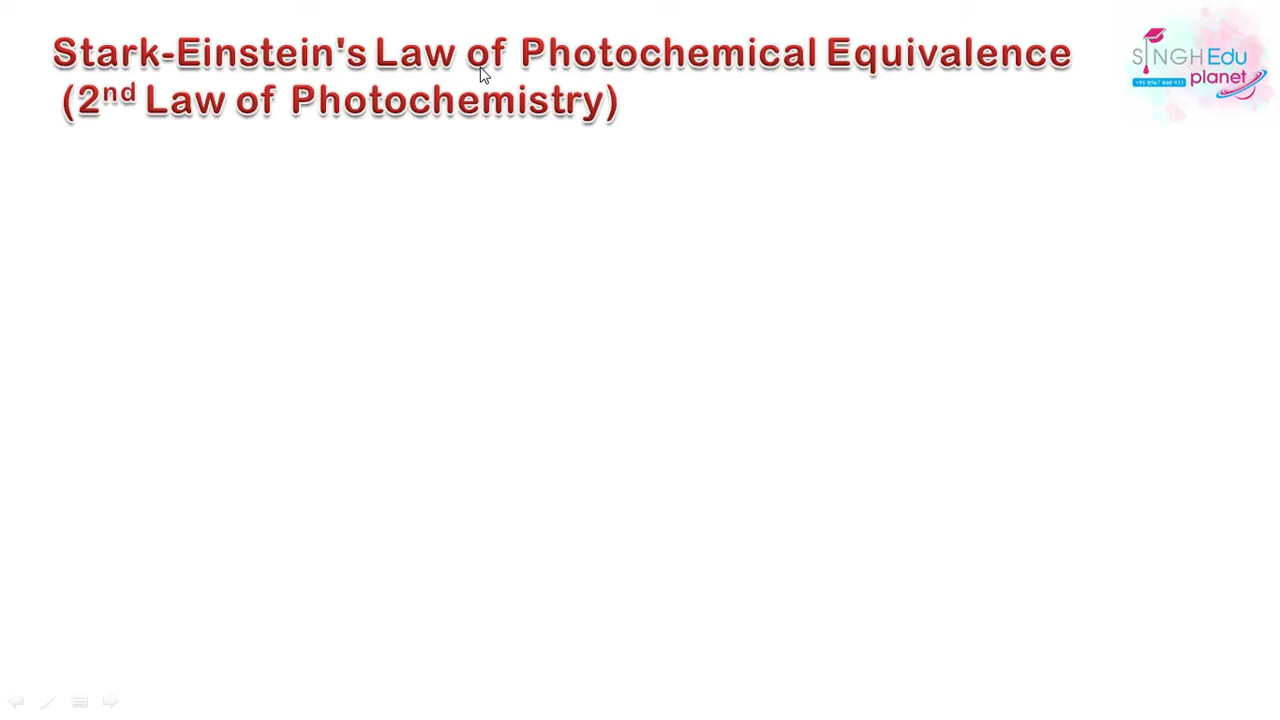 Stark-Einstein's Law of Photochemical Equivalence
(2nd Law of Photochemistry)
SINGH Edu
planet